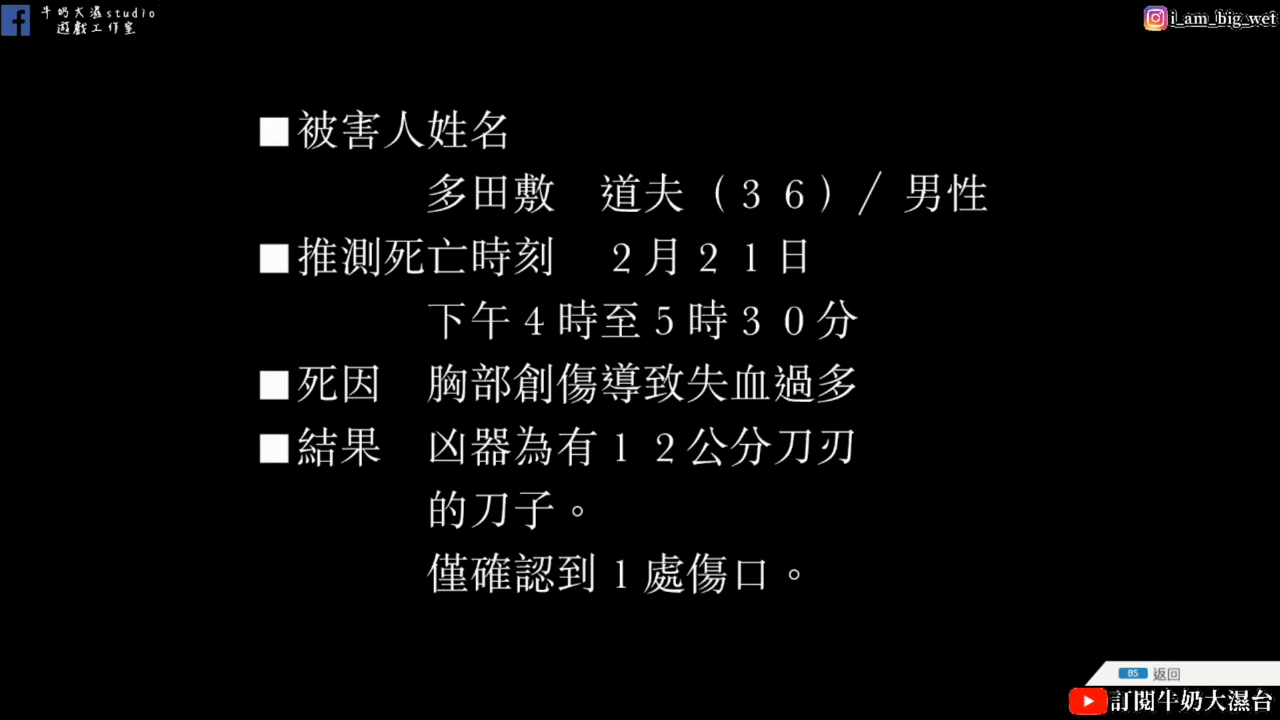 牛奶大濕studio
遊戲工作室
i_am_big_wet
■被害人姓名
多田敷　道夫（３６）／男性
■推測死亡時刻　２月２１日
下午４時至５時３０分
■死因　胸部創傷導致失血過多
■結果　凶器為有１２公分刀刃
的刀子。
僅確認到１處傷口。
BS 返回
訂閱牛奶大濕台